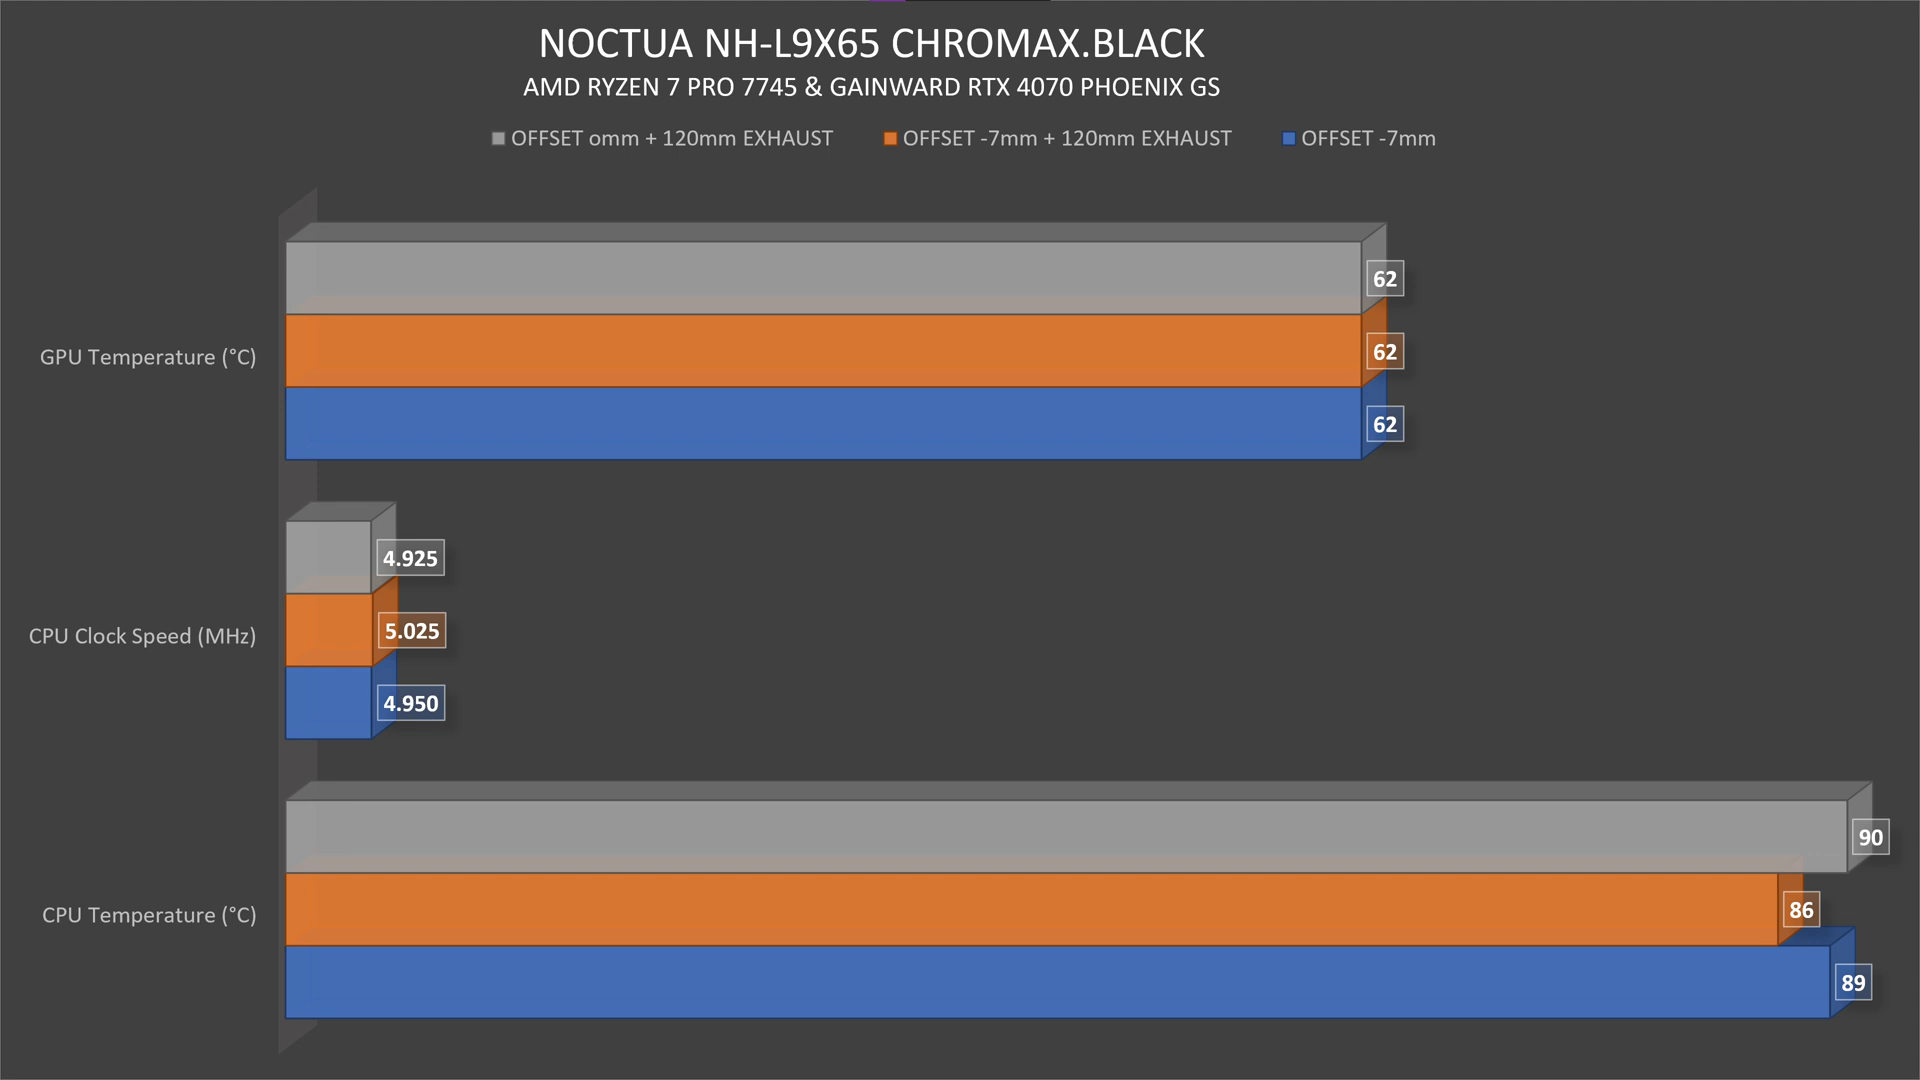 NOCTUA NH-L9X65 CHROMAX.BLACK
AMD RYZEN 7 PRO 7745 & GAINWARD RTX 4070 PHOENIX GS
OFFSET omm + 120mm EXHAUST OFFSET -7mm + 120mm EXHAUST OFFSET -7mm
62
GPU Temperature (°C) 62
62
4.925
CPU Clock Speed (MHz) 5.025
4.950
90
CPU Temperature (°C) 86
89